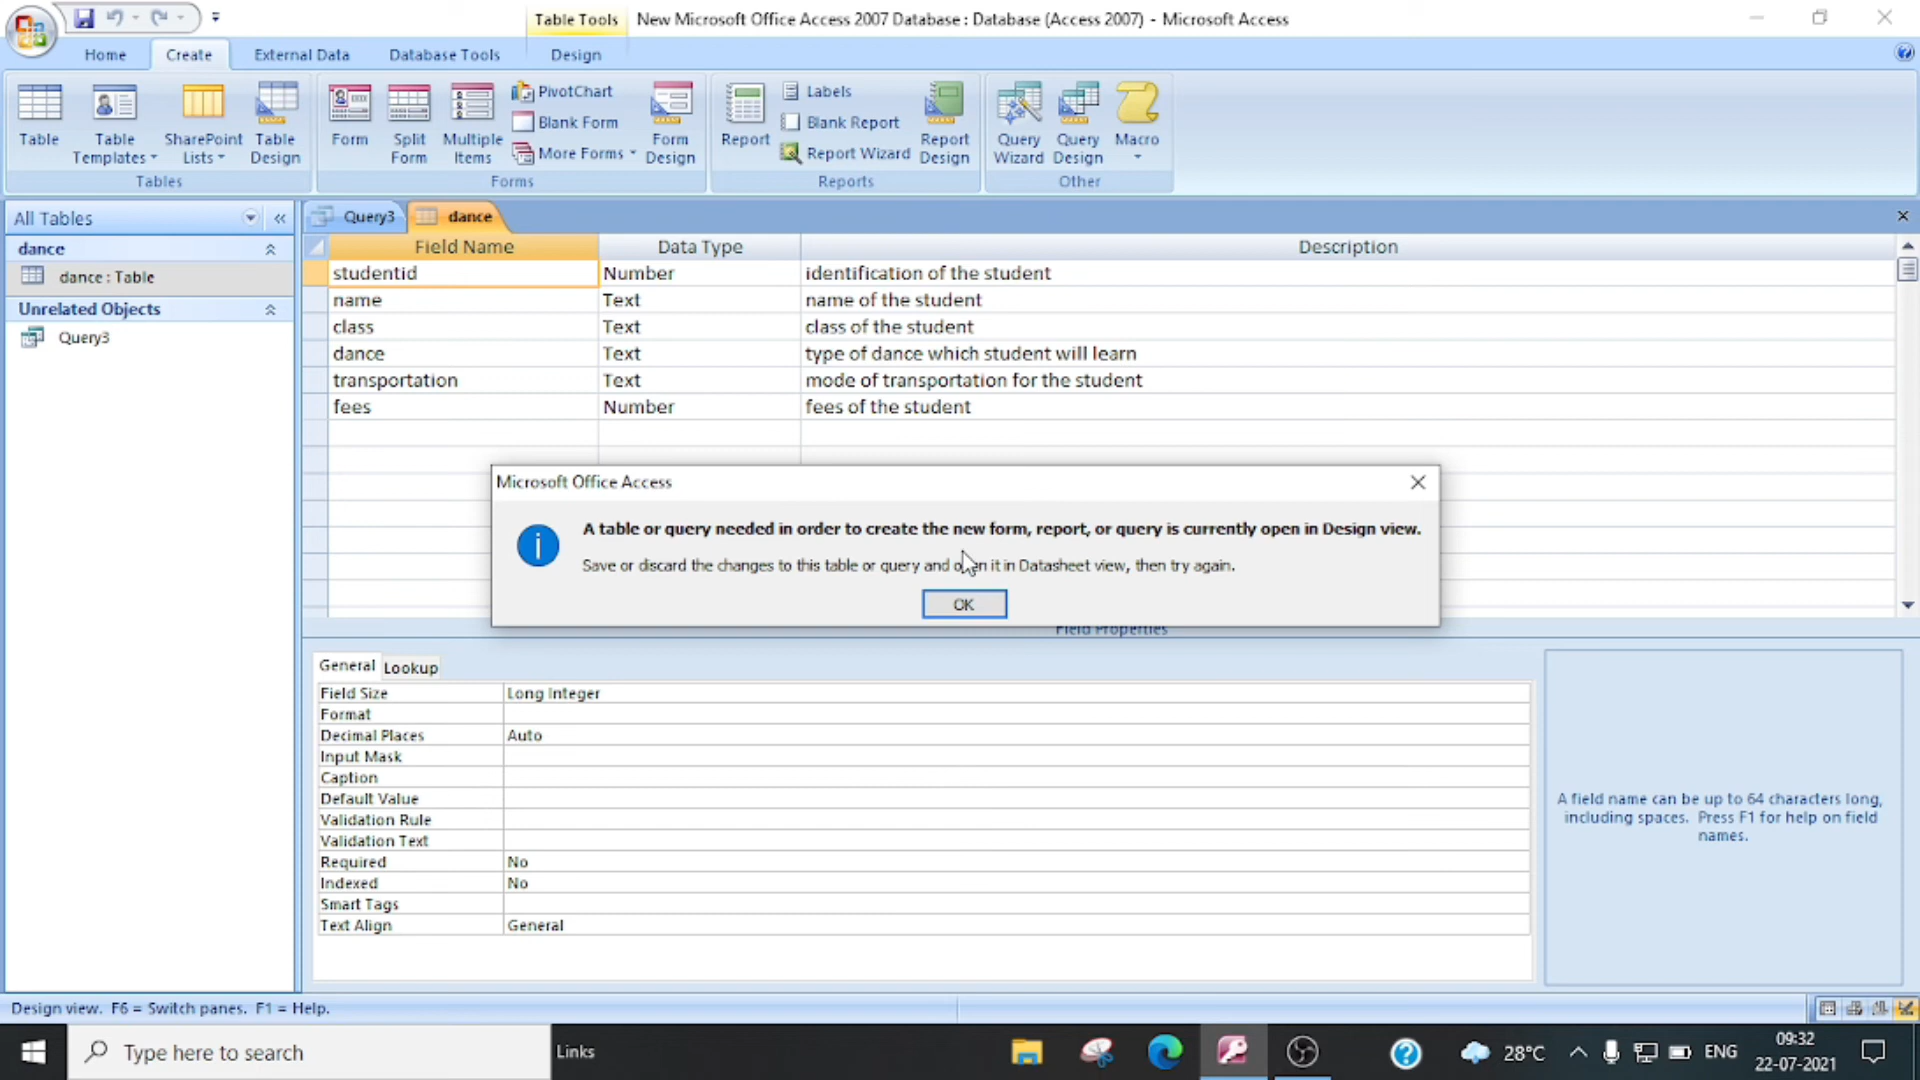 Table Tools New Microsoft Office Access 2007 Database : Database (Access 2007) - Microsoft Access
Home Create External Data Database Tools Design
Table
Table Templates
SharePoint Lists
Table Design
Tables
Form
Split Form
Multiple Items
PivotChart
Blank Form
More Forms
Form Design
Forms
Report
Labels
Blank Report
Report Wizard
Report Design
Reports
Query Wizard
Query Design
Macro
Other
All Tables
dance
dance : Table
Unrelated Objects
Query3
Query3 dance
Field Name Data Type Description
studentid Number identification of the student
name Text name of the student
class Text class of the student
dance Text type of dance which student will learn
transportation Text mode of transportation for the student
fees Number fees of the student
Microsoft Office Access
A table or query needed in order to create the new form, report, or query is currently open in Design view.
Save or discard the changes to this table or query and open it in Datasheet view, then try again.
OK
Field Properties
General Lookup
Field Size Long Integer
Format
Decimal Places Auto
Input Mask
Caption
Default Value
Validation Rule
Validation Text
Required No
Indexed No
Smart Tags
Text Align General
A field name can be up to 64 characters long,
including spaces. Press F1 for help on field
names.
Design view. F6 = Switch panes. F1 = Help.
Type here to search
Links
28°C
ENG
09:32
22-07-2021